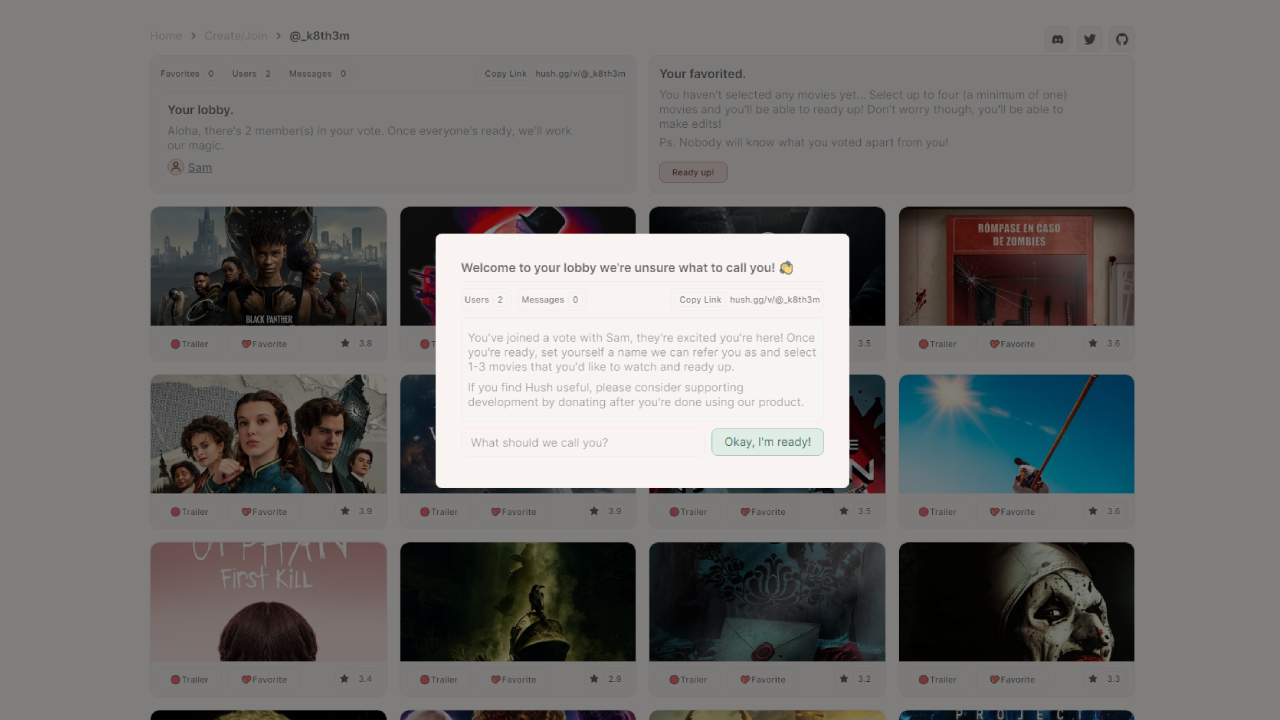 Home > Create/Join > @_k8th3m
Favorites 0 Users 2 Messages 0 Copy Link hush.gg/v/@_k8th3m
Your lobby.
Aloha, there's 2 member(s) in your vote. Once everyone's ready, we'll work
our magic.
Sam
Your favorited.
You haven't selected any movies yet... Select up to four (a minimum of one)
movies and you'll be able to ready up! Don't worry though, you'll be able to
make edits!
Ps. Nobody will know what you voted apart from you!
Ready up!
BLACK PANTHER
RÓMPASE EN CASO
DE ZOMBIES
Trailer Favorite 3.8
3.5
Trailer Favorite 3.6
Welcome to your lobby we're unsure what to call you! 👏
Users 2 Messages 0 Copy Link hush.gg/v/@_k8th3m
You've joined a vote with Sam, they're excited you're here! Once
you're ready, set yourself a name we can refer you as and select
1-3 movies that you'd like to watch and ready up.
If you find Hush useful, please consider supporting
development by donating after you're done using our product.
What should we call you? Okay, I'm ready!
Trailer Favorite 3.9
Trailer Favorite 3.9
Trailer Favorite 3.5
Trailer Favorite 3.6
ORPHAN
First Kill
Trailer Favorite 3.4
Trailer Favorite 2.9
Trailer Favorite 3.2
Trailer Favorite 3.3
PROJECT